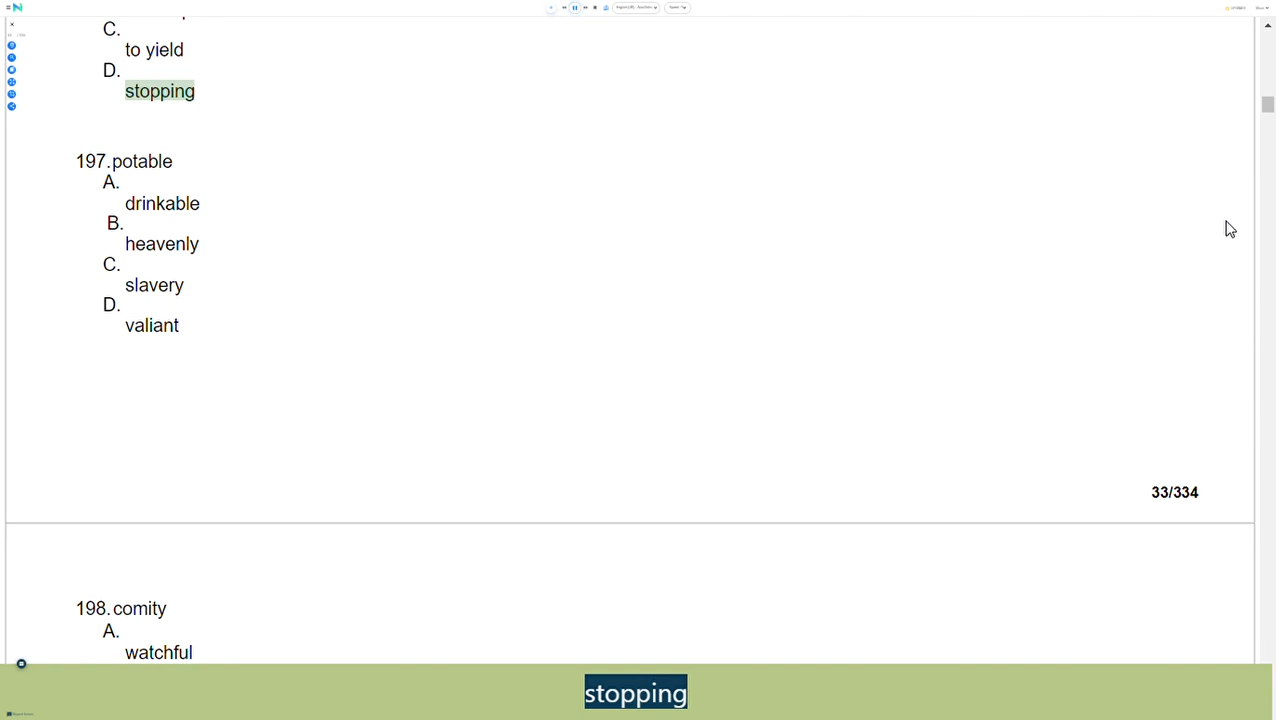 C.
to yield
D.
stopping
197. potable
A.
drinkable
B.
heavenly
C.
slavery
D.
valiant
33/334
198. comity
A.
watchful
stopping